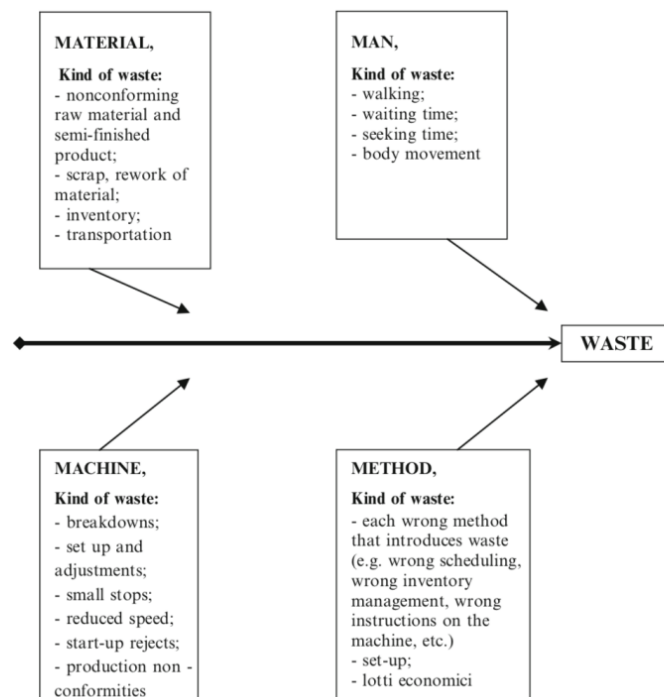 MATERIAL,
Kind of waste:
- nonconforming
raw material and
semi-finished
product;
- scrap, rework of
material;
- inventory;
- transportation
MAN,
Kind of waste:
- walking;
- waiting time;
- seeking time;
- body movement
WASTE
MACHINE,
Kind of waste:
- breakdowns;
- set up and
adjustments;
- small stops;
- reduced speed;
- start-up rejects;
- production non -
conformities
METHOD,
Kind of waste:
- each wrong method
that introduces waste
(e.g. wrong scheduling,
wrong inventory
management, wrong
instructions on the
machine, etc.)
- set-up;
- lotti economici